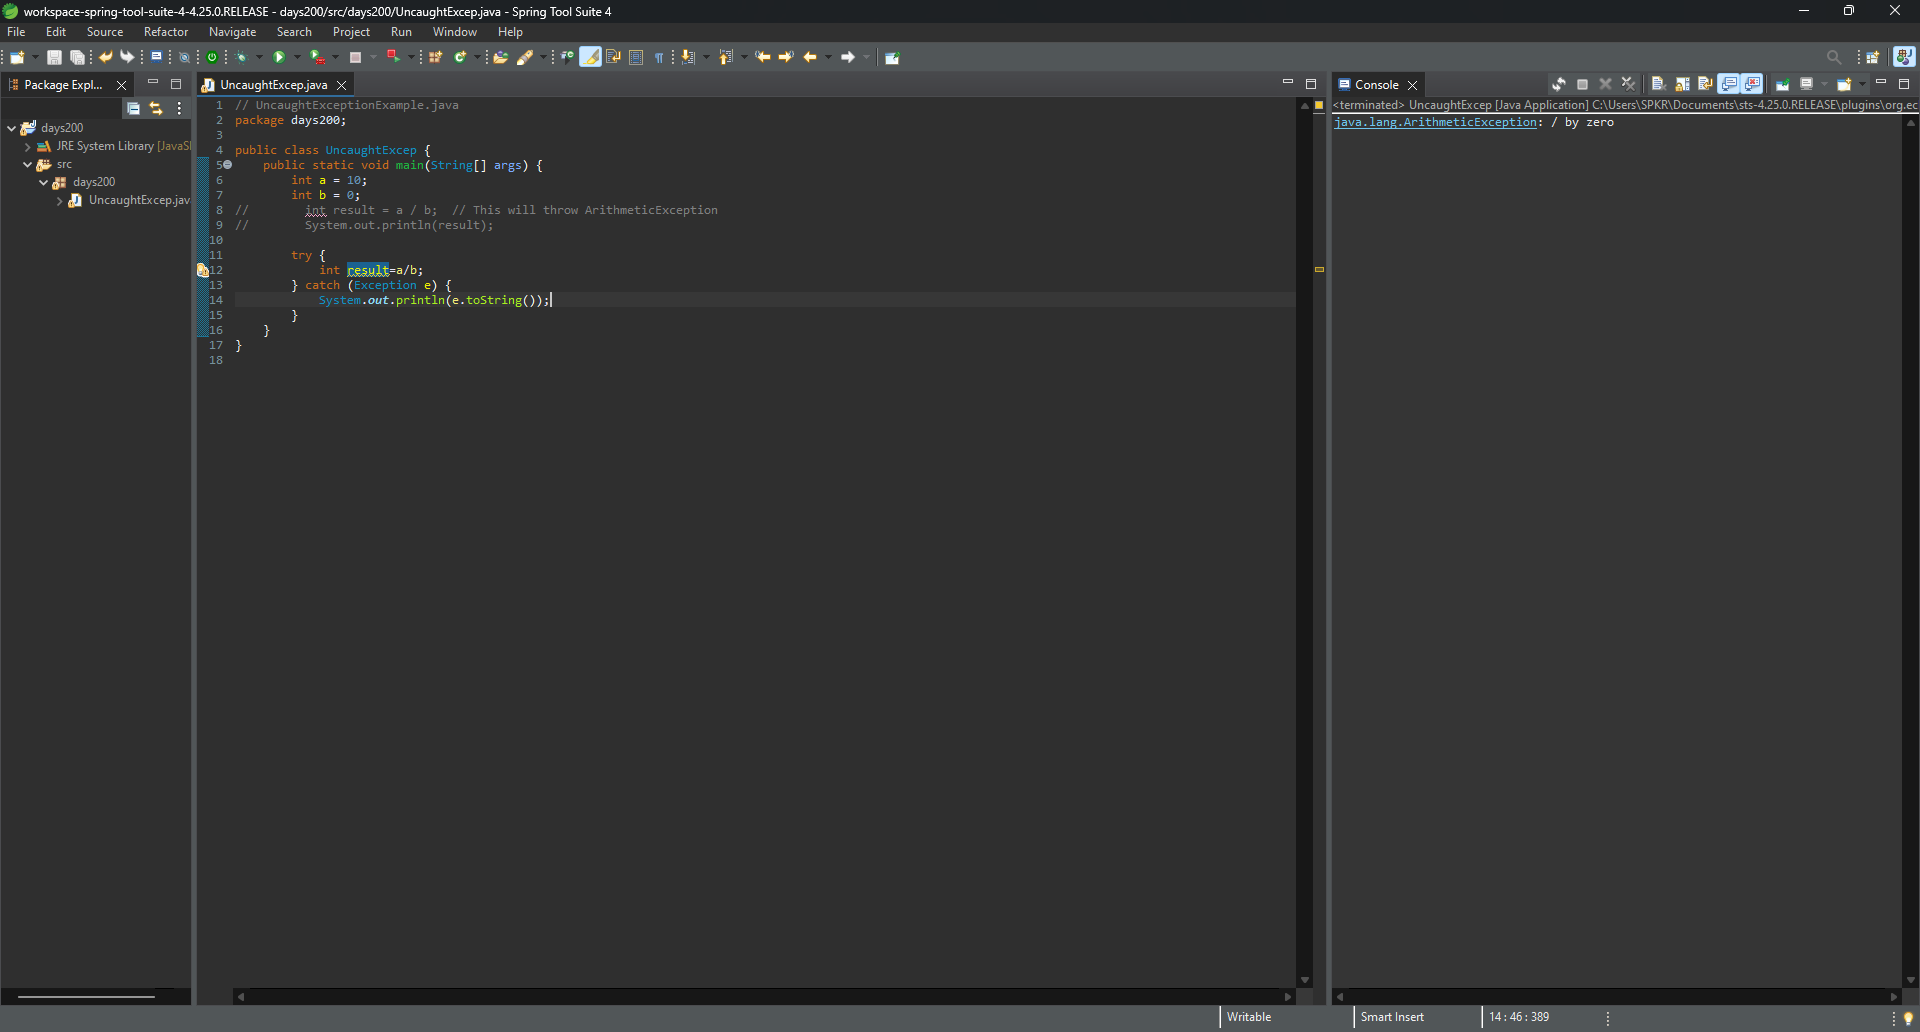 workspace-spring-tool-suite-4-4.25.0.RELEASE - days200/src/days200/UncaughtExcep.java - Spring Tool Suite 4
File Edit Source Refactor Navigate Search Project Run Window Help
Package Expl...
days200
JRE System Library [JavaS
src
days200
UncaughtExcep.jav
UncaughtExcep.java
1 // UncaughtExceptionExample.java
2 package days200;
3
4 public class UncaughtExcep {
5 public static void main(String[] args) {
6 int a = 10;
7 int b = 0;
8 // int result = a / b; // This will throw ArithmeticException
9 // System.out.println(result);
10
11 try {
12 int result=a/b;
13 } catch (Exception e) {
14 System.out.println(e.toString());
15 }
16 }
17 }
18
Console
<terminated> UncaughtExcep [Java Application] C:\Users\SPKR\Documents\sts-4.25.0.RELEASE\plugins\org.ec
java.lang.ArithmeticException: / by zero
Writable Smart Insert 14 : 46 : 389